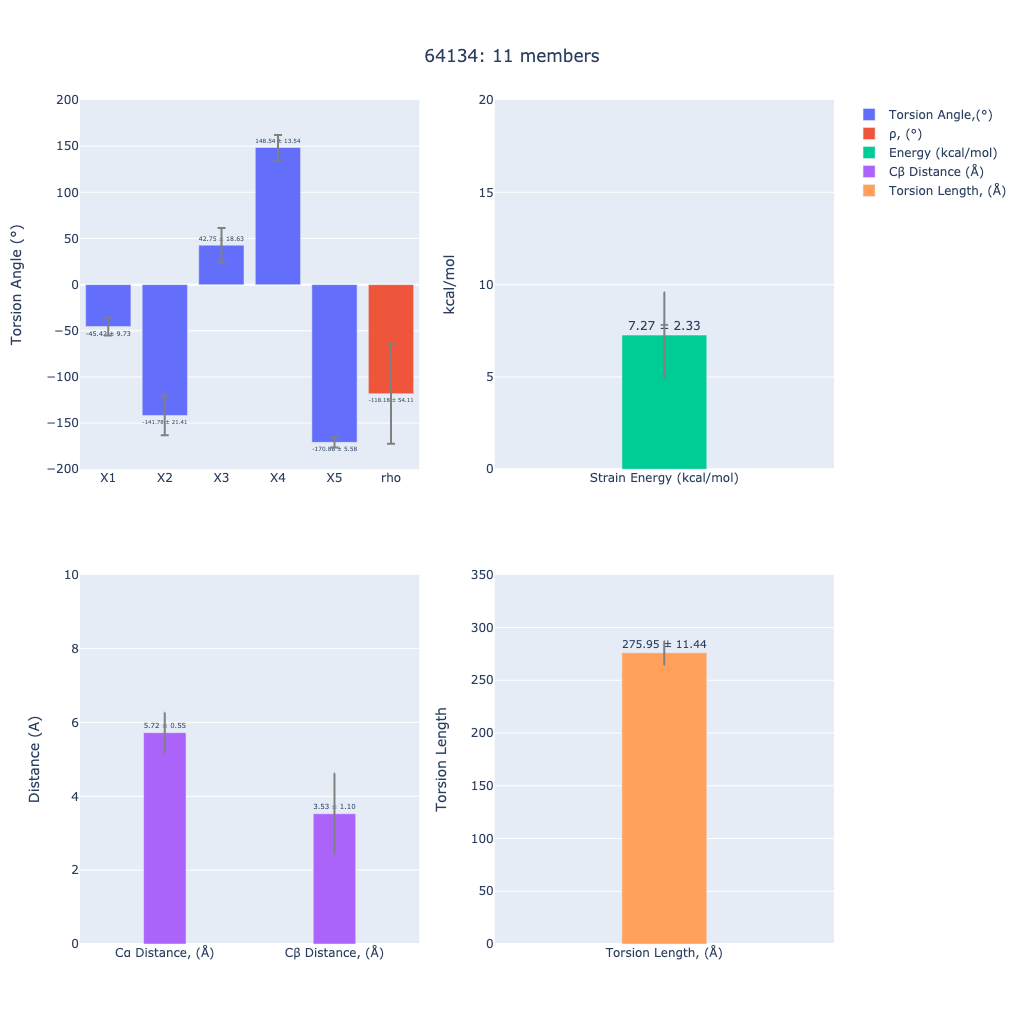 64134: 11 members
Torsion Angle (°)
200
150
100
50
0
−50
−100
−150
−200
-45.42 ± 9.73
-141.78 ± 21.41
42.75 ± 18.63
148.54 ± 13.54
± 5.58
-118.18 ± 54.11
X1 X2 X3 X4 X5 rho
kcal/mol
20
15
10
5
0
7.27 ± 2.33
Strain Energy (kcal/mol)
Torsion Angle,(°)
ρ, (°)
Energy (kcal/mol)
Cβ Distance (Å)
Torsion Length, (Å)
Distance (A)
10
8
6
4
2
0
5.72 ± 0.55
3.53 ± 1.10
Cα Distance, (Å) Cβ Distance, (Å)
Torsion Length
350
300
250
200
150
100
50
0
275.95 ± 11.44
Torsion Length, (Å)